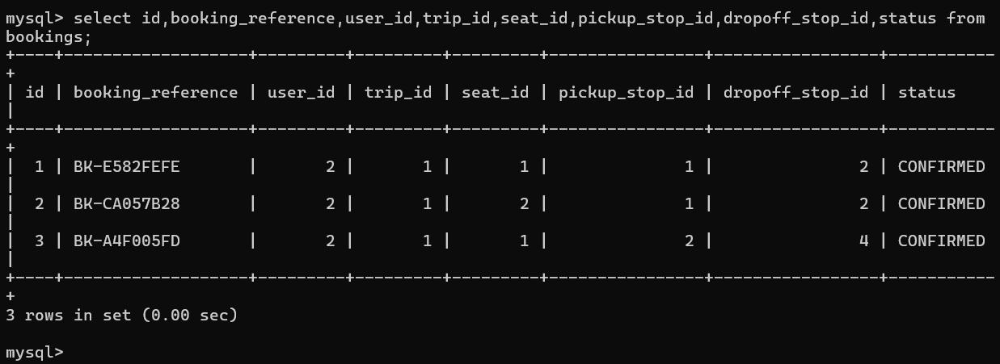 mysql> select id,booking_reference,user_id,trip_id,seat_id,pickup_stop_id,dropoff_stop_id,status from
bookings;
+----+-------------------+---------+---------+---------+----------------+-----------------+-----------
+
| id | booking_reference | user_id | trip_id | seat_id | pickup_stop_id | dropoff_stop_id | status
|
+----+-------------------+---------+---------+---------+----------------+-----------------+-----------
+
|  1 | BK-E582FEFE       |       2 |       1 |       1 |              1 |               2 | CONFIRMED
|
|  2 | BK-CA057B28       |       2 |       1 |       2 |              1 |               2 | CONFIRMED
|
|  3 | BK-A4F005FD       |       2 |       1 |       1 |              2 |               4 | CONFIRMED
|
+----+-------------------+---------+---------+---------+----------------+-----------------+-----------
+
3 rows in set (0.00 sec)
mysql>